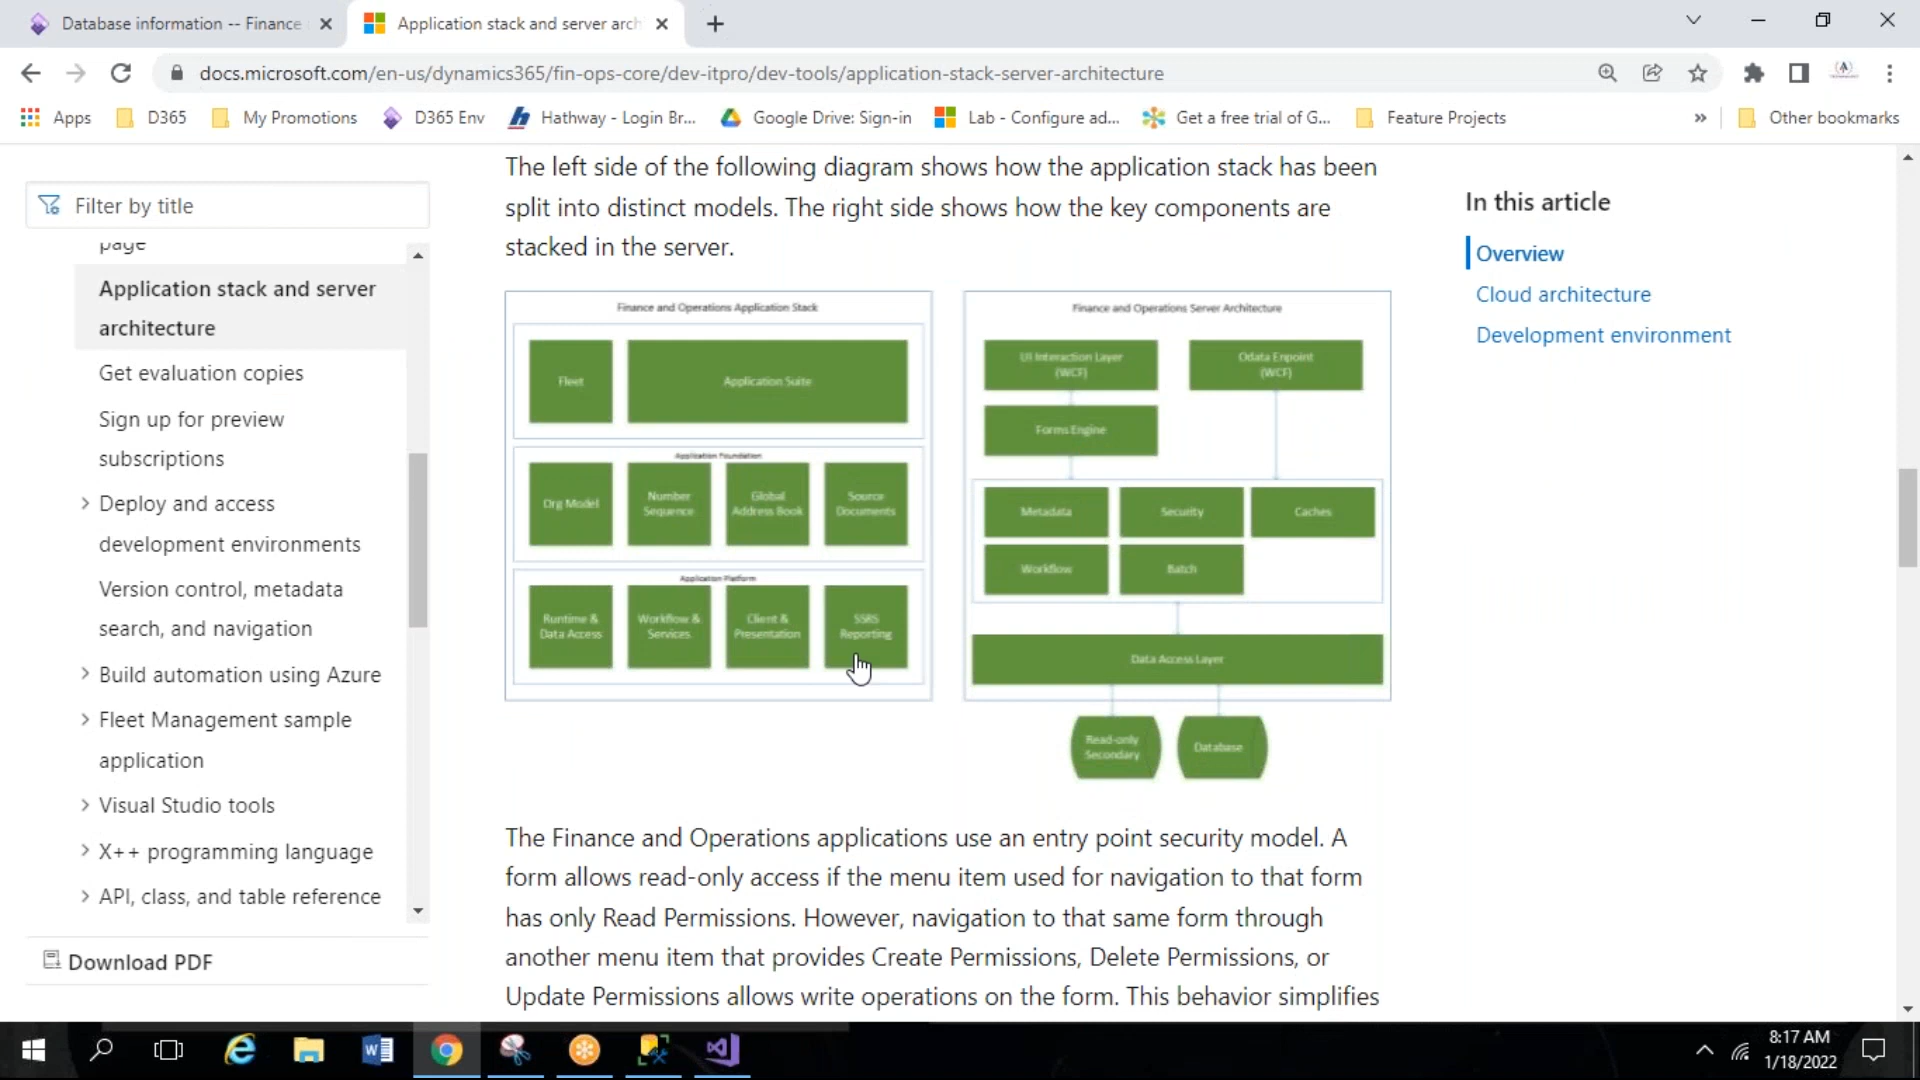 Database information -- Finance
Application stack and server arch
docs.microsoft.com/en-us/dynamics365/fin-ops-core/dev-itpro/dev-tools/application-stack-server-architecture
Apps
D365
My Promotions
D365 Env
Hathway - Login Br...
Google Drive: Sign-in
Lab - Configure ad...
Get a free trial of G...
Feature Projects
»
Other bookmarks
Filter by title
page
Application stack and server
architecture
Get evaluation copies
Sign up for preview
subscriptions
Deploy and access
development environments
Version control, metadata
search, and navigation
Build automation using Azure
Fleet Management sample
application
Visual Studio tools
X++ programming language
API, class, and table reference
Download PDF
The left side of the following diagram shows how the application stack has been
split into distinct models. The right side shows how the key components are
stacked in the server.
Finance and Operations Application Stack
Fleet
Application Suite
Application Foundation
Org Model
Number
Sequence
Global
Address Book
Source
Documents
Application Platform
Runtime &
Data Access
Workflow &
Services
Client &
Presentation
SSRS
Reporting
Finance and Operations Server Architecture
UI Interaction Layer
(WCF)
Odata Enpoint
(WCF)
Forms Engine
Metadata
Security
Caches
Workflow
Batch
Data Access Layer
Read-only
Secondary
Database
The Finance and Operations applications use an entry point security model. A
form allows read-only access if the menu item used for navigation to that form
has only Read Permissions. However, navigation to that same form through
another menu item that provides Create Permissions, Delete Permissions, or
Update Permissions allows write operations on the form. This behavior simplifies
In this article
Overview
Cloud architecture
Development environment
8:17 AM
1/18/2022